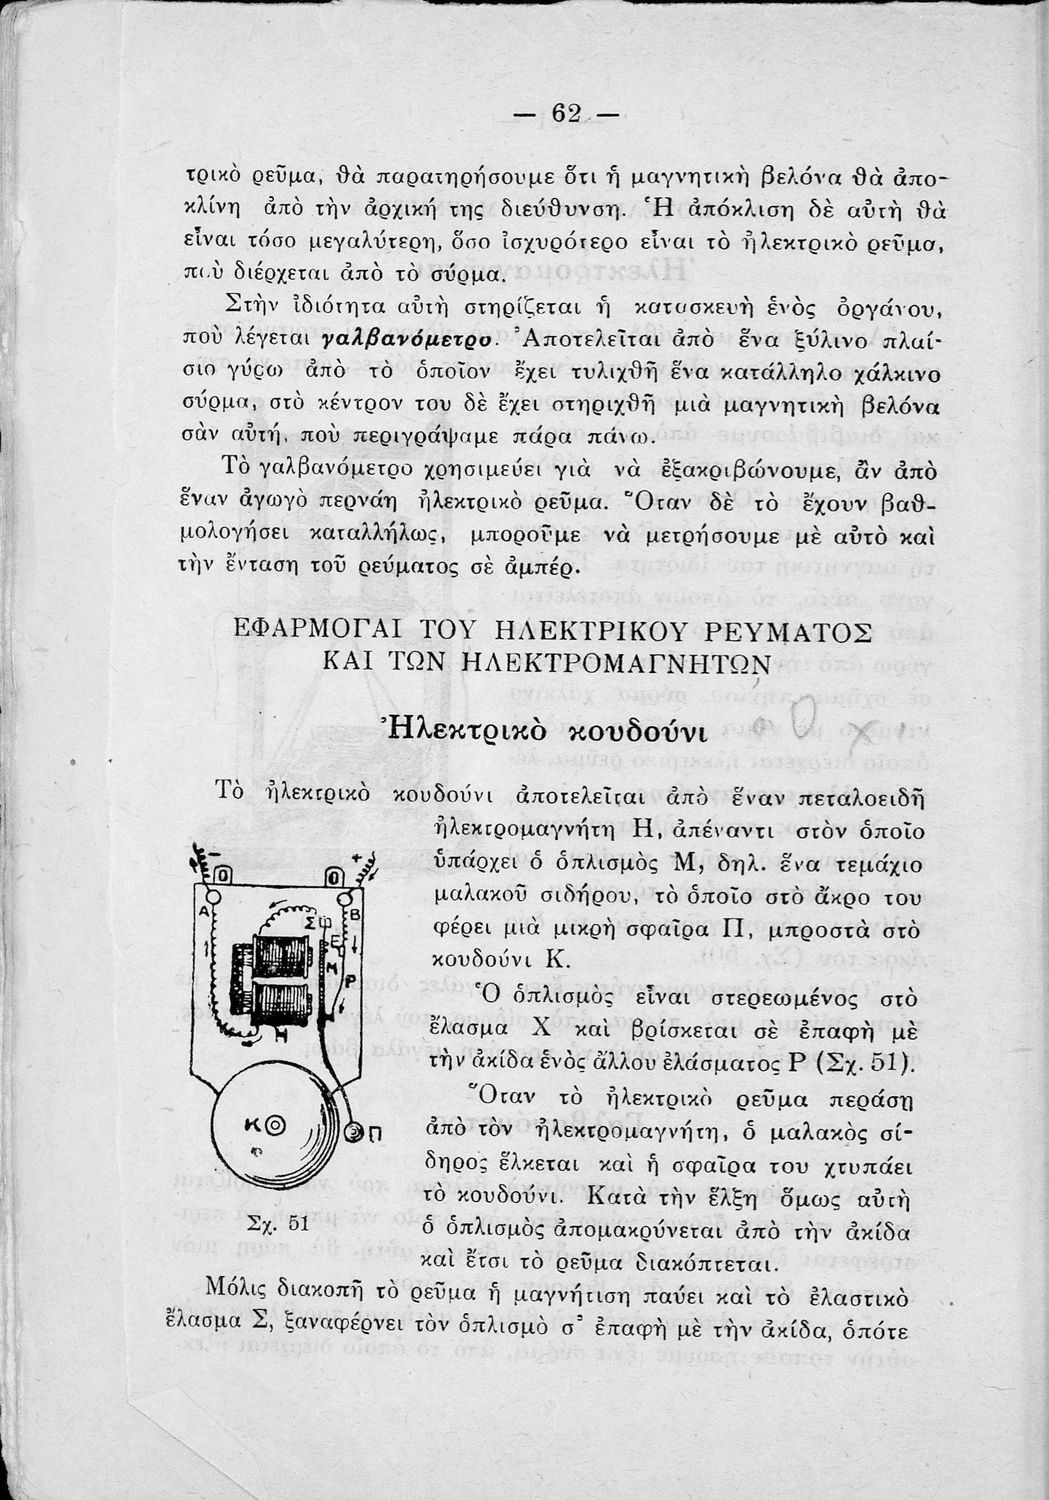 — 62 —
τρικὸ ρεῦμα, θὰ παρατηρήσουμε ὅτι ἡ μαγνητικὴ βελόνα θὰ ἀπο-
κλίνη ἀπὸ τὴν ἀρχική της διεύθυνση. Ἡ ἀπόκλιση δὲ αὐτὴ θὰ
εἶναι τόσο μεγαλύτερη, ὅσο ἰσχυρότερο εἶναι τὸ ἠλεκτρικὸ ρεῦμα,
ποὺ διέρχεται ἀπὸ τὸ σύρμα.
Στὴν ἰδιότητα αὐτὴ στηρίζεται ἡ κατασκευὴ ἑνὸς ὀργάνου,
ποὺ λέγεται γαλβανόμετρο. Ἀποτελεῖται ἀπὸ ἕνα ξύλινο πλαί-
σιο γύρω ἀπὸ τὸ ὁποῖον ἔχει τυλιχθῆ ἕνα κατάλληλο χάλκινο
σύρμα, στὸ κέντρον του δὲ ἔχει στηριχθῆ μιὰ μαγνητικὴ βελόνα
σὰν αὐτή, ποὺ περιγράψαμε πάρα πάνω.
Τὸ γαλβανόμετρο χρησιμεύει γιὰ νὰ ἐξακριβώνουμε, ἂν ἀπὸ
ἕναν ἀγωγὸ περνάη ἠλεκτρικὸ ρεῦμα. Ὅταν δὲ τὸ ἔχουν βαθ-
μολογήσει καταλλήλως, μποροῦμε νὰ μετρήσουμε μὲ αὐτὸ καὶ
τὴν ἔνταση τοῦ ρεύματος σὲ ἀμπέρ.
ΕΦΑΡΜΟΓΑΙ ΤΟΥ ΗΛΕΚΤΡΙΚΟΥ ΡΕΥΜΑΤΟΣ
ΚΑΙ ΤΩΝ ΗΛΕΚΤΡΟΜΑΓΝΗΤΩΝ
Ἠλεκτρικὸ κουδούνι
Τὸ ἠλεκτρικὸ κουδούνι ἀποτελεῖται ἀπὸ ἕναν πεταλοειδῆ
ἠλεκτρομαγνήτη Η, ἀπέναντι στὸν ὁποῖο
ὑπάρχει ὁ ὁπλισμὸς Μ, δηλ. ἕνα τεμάχιο
μαλακοῦ σιδήρου, τὸ ὁποῖο στὸ ἄκρο του
φέρει μιὰ μικρὴ σφαῖρα Π, μπροστὰ στὸ
κουδούνι Κ.
Ὁ ὁπλισμὸς εἶναι στερεωμένος στὸ
ἔλασμα Χ καὶ βρίσκεται σὲ ἐπαφὴ μὲ
τὴν ἀκίδα ἑνὸς ἄλλου ἐλάσματος Ρ (Σχ. 51).
Ὅταν τὸ ἠλεκτρικὸ ρεῦμα περάση
ἀπὸ τὸν ἠλεκτρομαγνήτη, ὁ μαλακὸς σί-
δηρος ἕλκεται καὶ ἡ σφαῖρα του χτυπάει
τὸ κουδούνι. Κατὰ τὴν ἕλξη ὅμως αὐτὴ
ὁ ὁπλισμὸς ἀπομακρύνεται ἀπὸ τὴν ἀκίδα
καὶ ἔτσι τὸ ρεῦμα διακόπτεται.
− +
Α Β
Σ Ψ
Ε
Μ
Ρ
Η
Κ
Π
Σχ. 51
Μόλις διακοπῆ τὸ ρεῦμα ἡ μαγνήτιση παύει καὶ τὸ ἐλαστικὸ
ἔλασμα Σ, ξαναφέρνει τὸν ὁπλισμὸ σ᾽ ἐπαφὴ μὲ τὴν ἀκίδα, ὁπότε